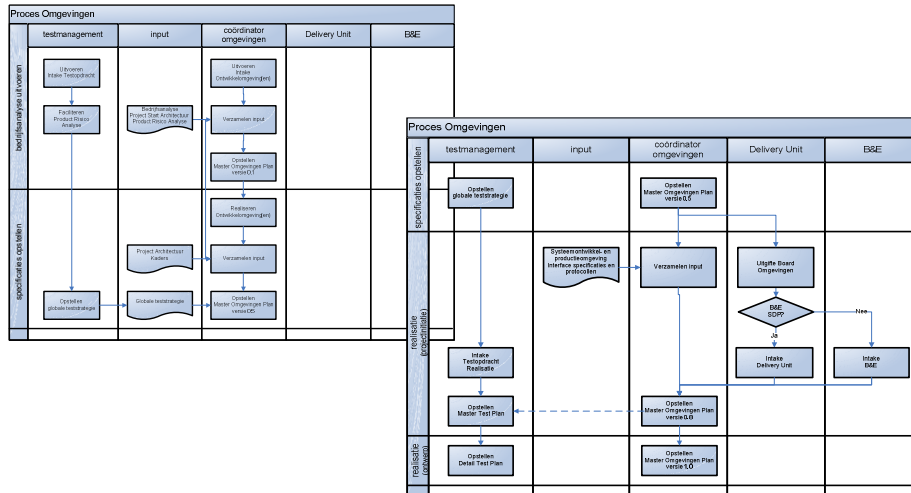 Proces Omgevingen
testmanagement
input
coördinator
omgevingen
Delivery Unit
B&E
bedrijfsanalyse uitvoeren
Uitvoeren
Intake Testopdracht
Uitvoeren
Intake
Ontwikkelomgeving(en)
Faciliteren
Product Risico
Analyse
Bedrijfsanalyse
Project Start Architectuur
Product Risico Analyse
Verzamelen input
Opstellen
Master Omgevingen Plan
versie 0.1
specificaties opstellen
Realiseren
Ontwikkelomgeving(en)
Project Architectuur
Kaders
Verzamelen input
Opstellen
globale teststrategie
Globale teststrategie
Opstellen
Master Omgevingen Plan
versie 0.5
Proces Omgevingen
testmanagement
input
coördinator
omgevingen
Delivery Unit
B&E
specificaties opstellen
Opstellen
globale teststrategie
Opstellen
Master Omgevingen Plan
versie 0.5
realisatie
(projectinitiatie)
Systeemontwikkel- en
productieomgeving
Interface specificaties en
protocollen
Verzamelen input
Uitgifte Board
Omgevingen
B&E
SDP?
Nee
Ja
Intake
Testopdracht
Realisatie
Intake
Delivery Unit
Intake
B&E
Opstellen
Master Test Plan
Opstellen
Master Omgevingen Plan
versie 0.8
realisatie
(ontwerp)
Opstellen
Detail Test Plan
Opstellen
Master Omgevingen Plan
versie 1.0